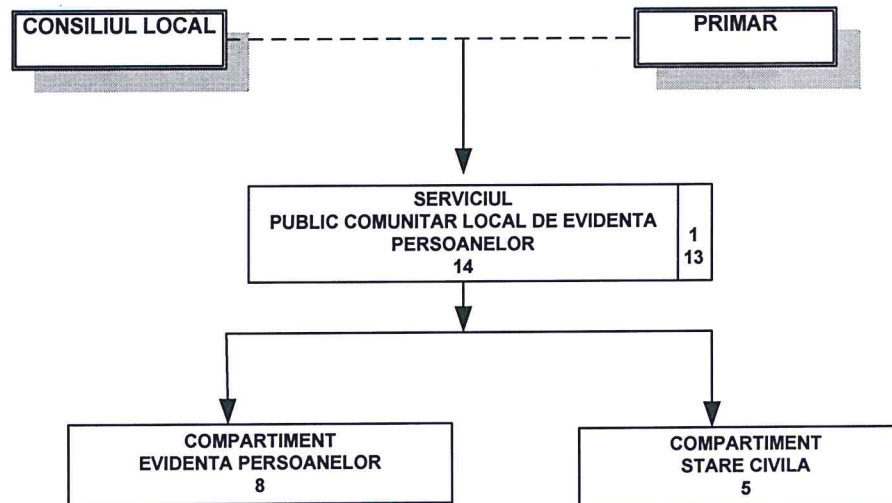 CONSILIUL LOCAL
PRIMAR
SERVICIUL
PUBLIC COMUNITAR LOCAL DE EVIDENTA
PERSOANELOR
14
1
13
COMPARTIMENT
EVIDENTA PERSOANELOR
8
COMPARTIMENT
STARE CIVILA
5